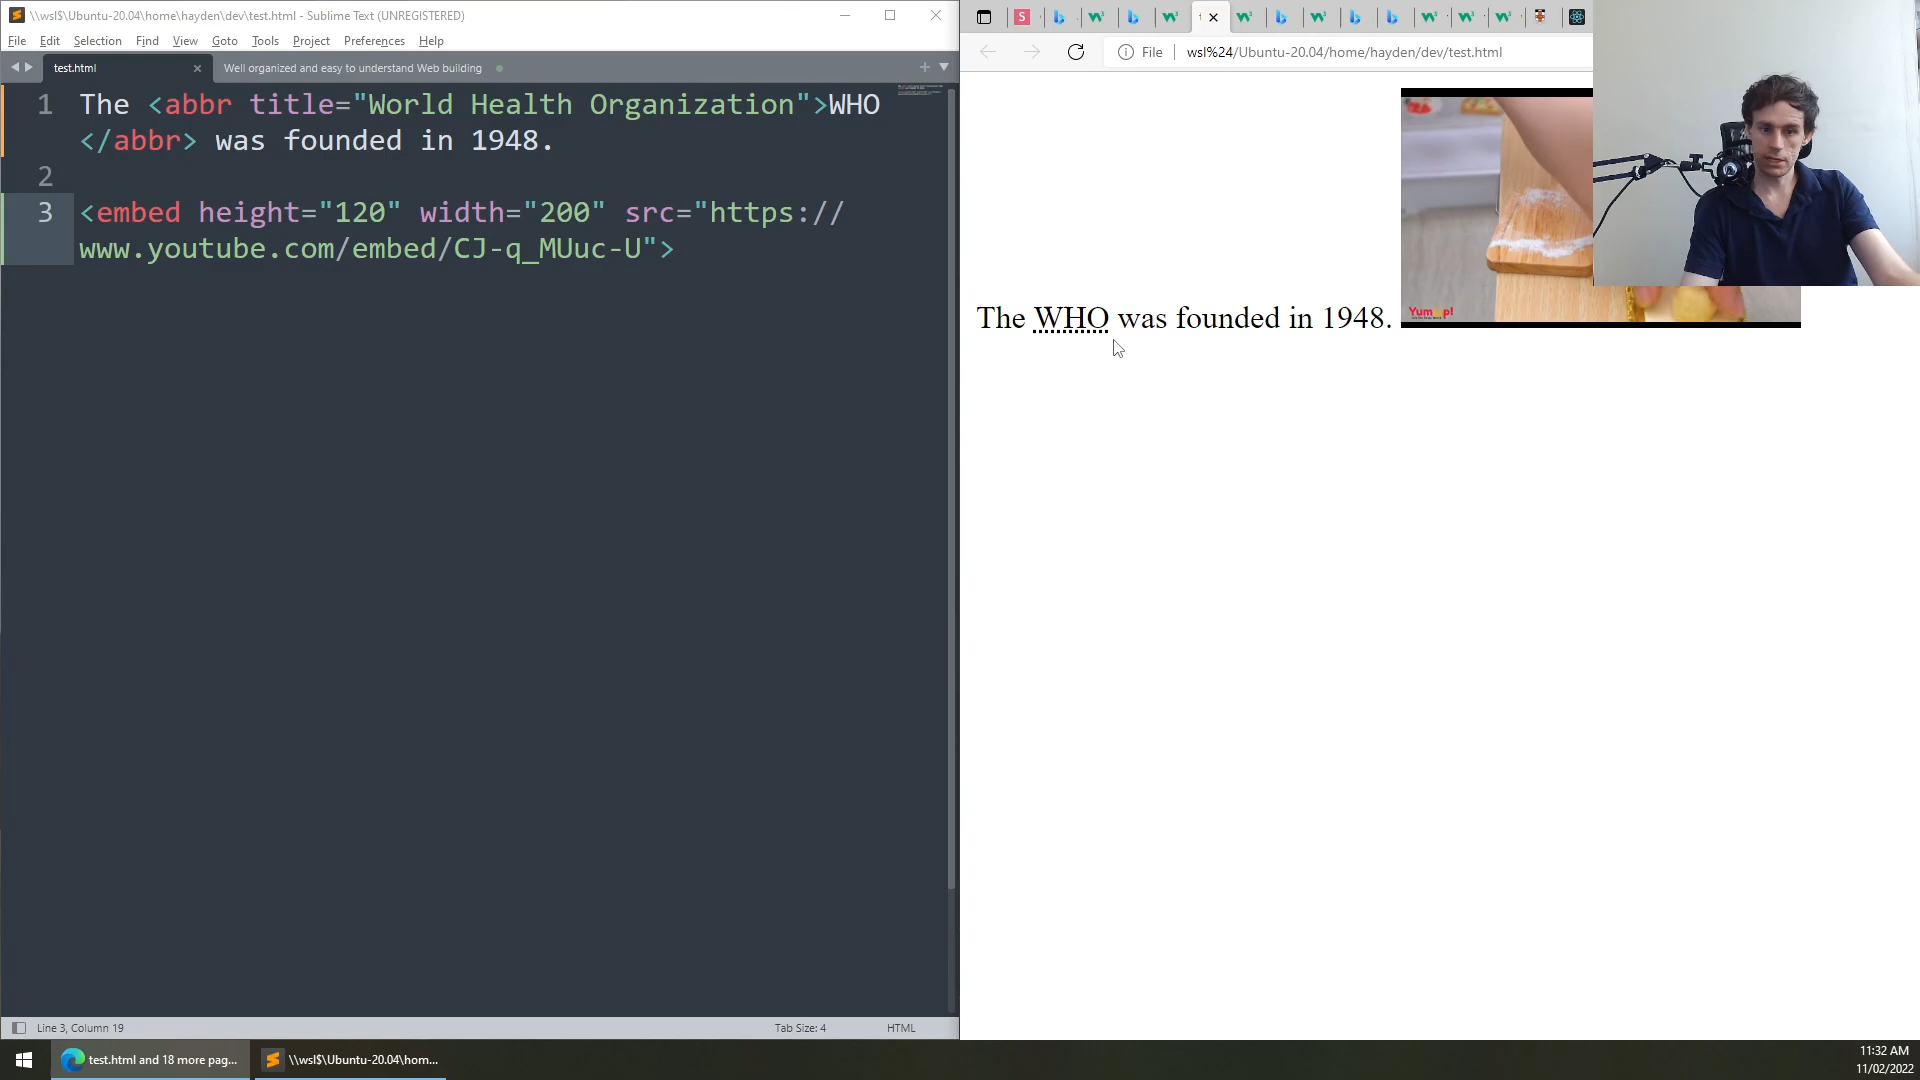 \\wsl$\Ubuntu-20.04\home\hayden\dev\test.html - Sublime Text (UNREGISTERED)
File Edit Selection Find View Goto Tools Project Preferences Help
test.html
Well organized and easy to understand Web building
1 The <abbr title="World Health Organization">WHO
</abbr> was founded in 1948.
2
3 <embed height="120" width="200" src="https://
www.youtube.com/embed/CJ-q_MUuc-U">
Line 3, Column 19
Tab Size: 4
HTML
File
wsl%24/Ubuntu-20.04/home/hayden/dev/test.html
The WHO was founded in 1948.
test.html and 18 more pag...
\\wsl$\Ubuntu-20.04\hom...
11:32 AM
11/02/2022